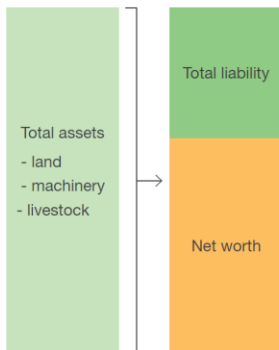 Total assets
- land
- machinery
- livestock
Total liability
Net worth